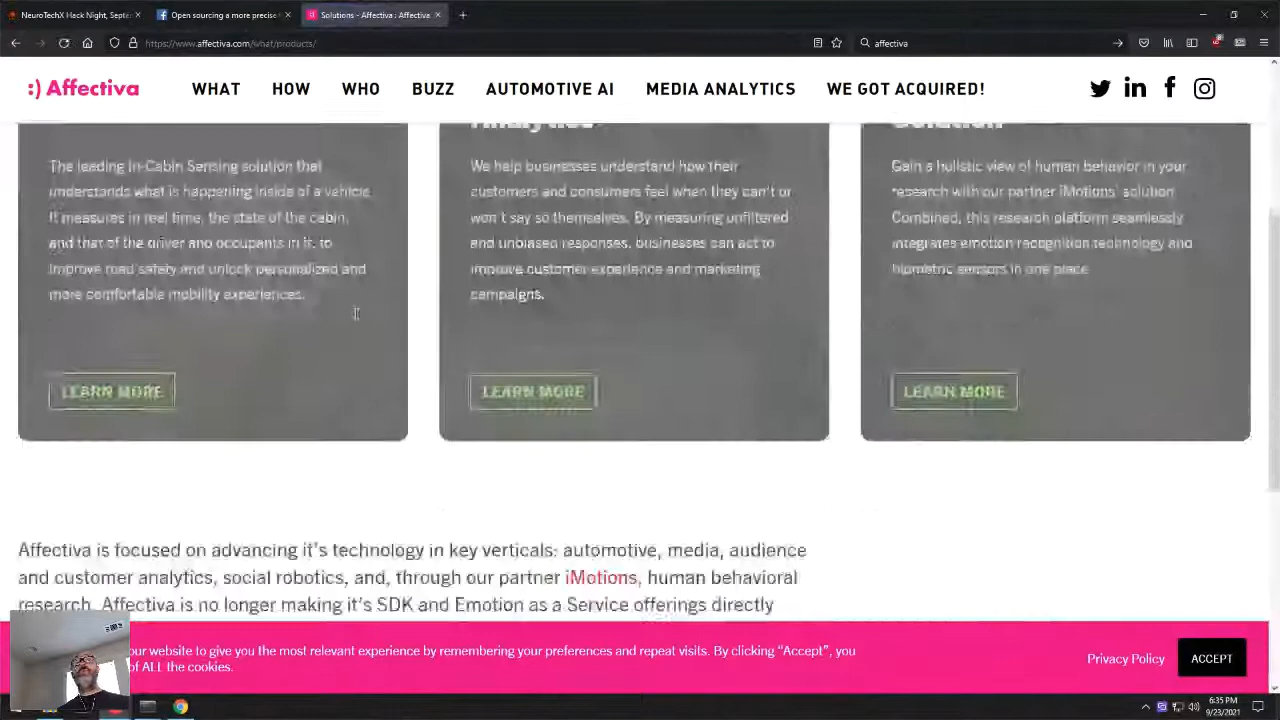 NeuroTechX Hack Night, Sept
Open sourcing a more precise
Solutions - Affectiva : Affectiva
https://www.affectiva.com/what/products/
affectiva
:) Affectiva
WHAT
HOW
WHO
BUZZ
AUTOMOTIVE AI
MEDIA ANALYTICS
WE GOT ACQUIRED!
The leading In-Cabin Sensing solution that
understands what is happening inside of a vehicle.
It measures in real time, the state of the cabin,
and that of the driver and occupants in it, to
improve road safety and unlock personalized and
more comfortable mobility experiences.
LEARN MORE
Analytics
We help businesses understand how their
customers and consumers feel when they can't or
won't say so themselves. By measuring unfiltered
and unbiased responses, businesses can act to
improve customer experience and marketing
campaigns.
LEARN MORE
Solution
Gain a holistic view of human behavior in your
research with our partner iMotions' solution
Combined, this research platform seamlessly
integrates emotion recognition technology and
biometric sensors in one place
LEARN MORE
Affectiva is focused on advancing it's technology in key verticals: automotive, media, audience
and customer analytics, social robotics, and, through our partner iMotions, human behavioral
research. Affectiva is no longer making it's SDK and Emotion as a Service offerings directly
our website to give you the most relevant experience by remembering your preferences and repeat visits. By clicking “Accept”, you
of ALL the cookies.
Privacy Policy
ACCEPT
6:35 PM
9/23/2021